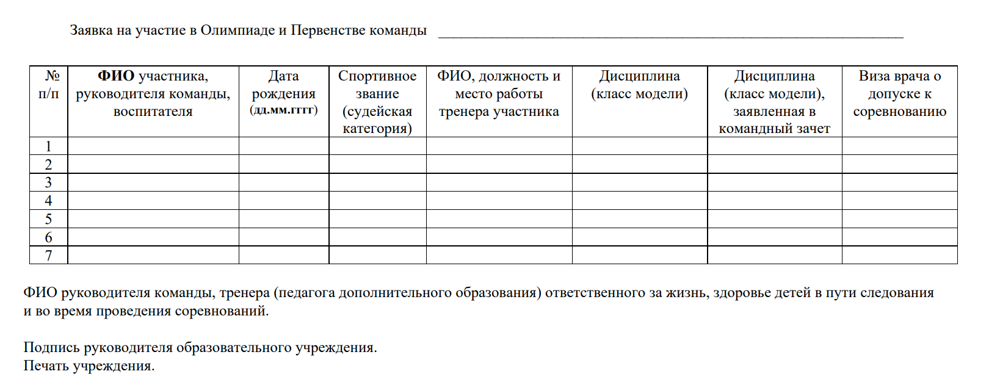 Заявка на участие в Олимпиаде и Первенстве команды ______________________________________________________________
№ п/п
ФИО участника, руководителя команды, воспитателя
Дата рождения (дд.мм.гггг)
Спортивное звание (судейская категория)
ФИО, должность и место работы тренера участника
Дисциплина (класс модели)
Дисциплина (класс модели), заявленная в командный зачет
Виза врача о допуске к соревнованию
1
2
3
4
5
6
7
ФИО руководителя команды, тренера (педагога дополнительного образования) ответственного за жизнь, здоровье детей в пути следования
и во время проведения соревнований.
Подпись руководителя образовательного учреждения.
Печать учреждения.